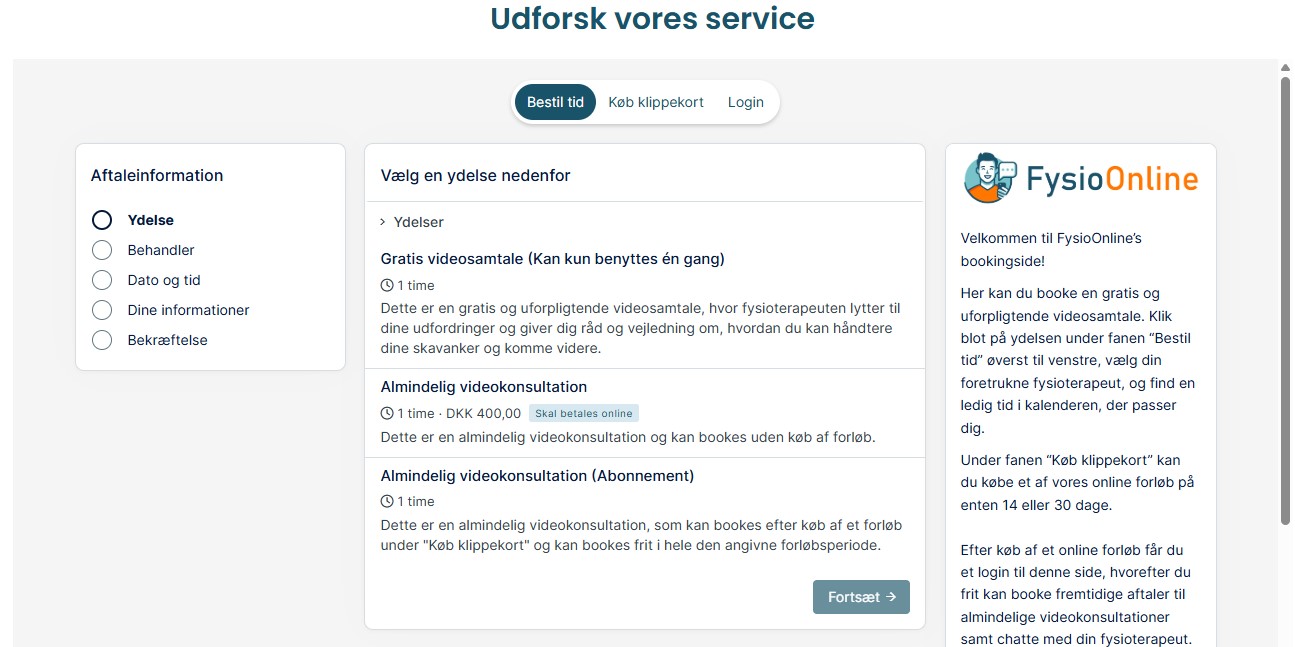 Udforsk vores service
Bestil tid
Køb klippekort
Login
Aftaleinformation
Ydelse
Behandler
Dato og tid
Dine informationer
Bekræftelse
Vælg en ydelse nedenfor
Ydelser
Gratis videosamtale (Kan kun benyttes én gang)
1 time
Dette er en gratis og uforpligtende videosamtale, hvor fysioterapeuten lytter til
dine udfordringer og giver dig råd og vejledning om, hvordan du kan håndtere
dine skavanker og komme videre.
Almindelig videokonsultation
1 time · DKK 400,00 Skal betales online
Dette er en almindelig videokonsultation og kan bookes uden køb af forløb.
Almindelig videokonsultation (Abonnement)
1 time
Dette er en almindelig videokonsultation, som kan bookes efter køb af et forløb
under "Køb klippekort" og kan bookes frit i hele den angivne forløbsperiode.
Fortsæt →
FysioOnline
Velkommen til FysioOnline’s
bookingside!
Her kan du booke en gratis og
uforpligtende videosamtale. Klik
blot på ydelsen under fanen “Bestil
tid” øverst til venstre, vælg din
foretrukne fysioterapeut, og find en
ledig tid i kalenderen, der passer
dig.
Under fanen “Køb klippekort” kan
du købe et af vores online forløb på
enten 14 eller 30 dage.
Efter køb af et online forløb får du
et login til denne side, hvorefter du
frit kan booke fremtidige aftaler til
almindelige videokonsultationer
samt chatte med din fysioterapeut.